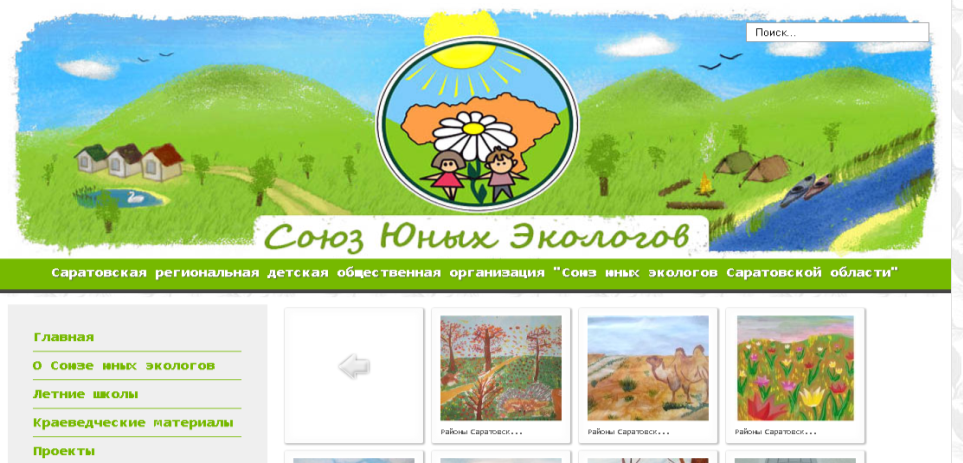 Поиск...
Союз Юных Экологов
Саратовская региональная детская общественная организация "Союз юных экологов Саратовской области"
Главная
О Союзе юных экологов
Летние школы
Краеведческие материалы
Проекты
Районы Саратовск...
Районы Саратовск...
Районы Саратовск...